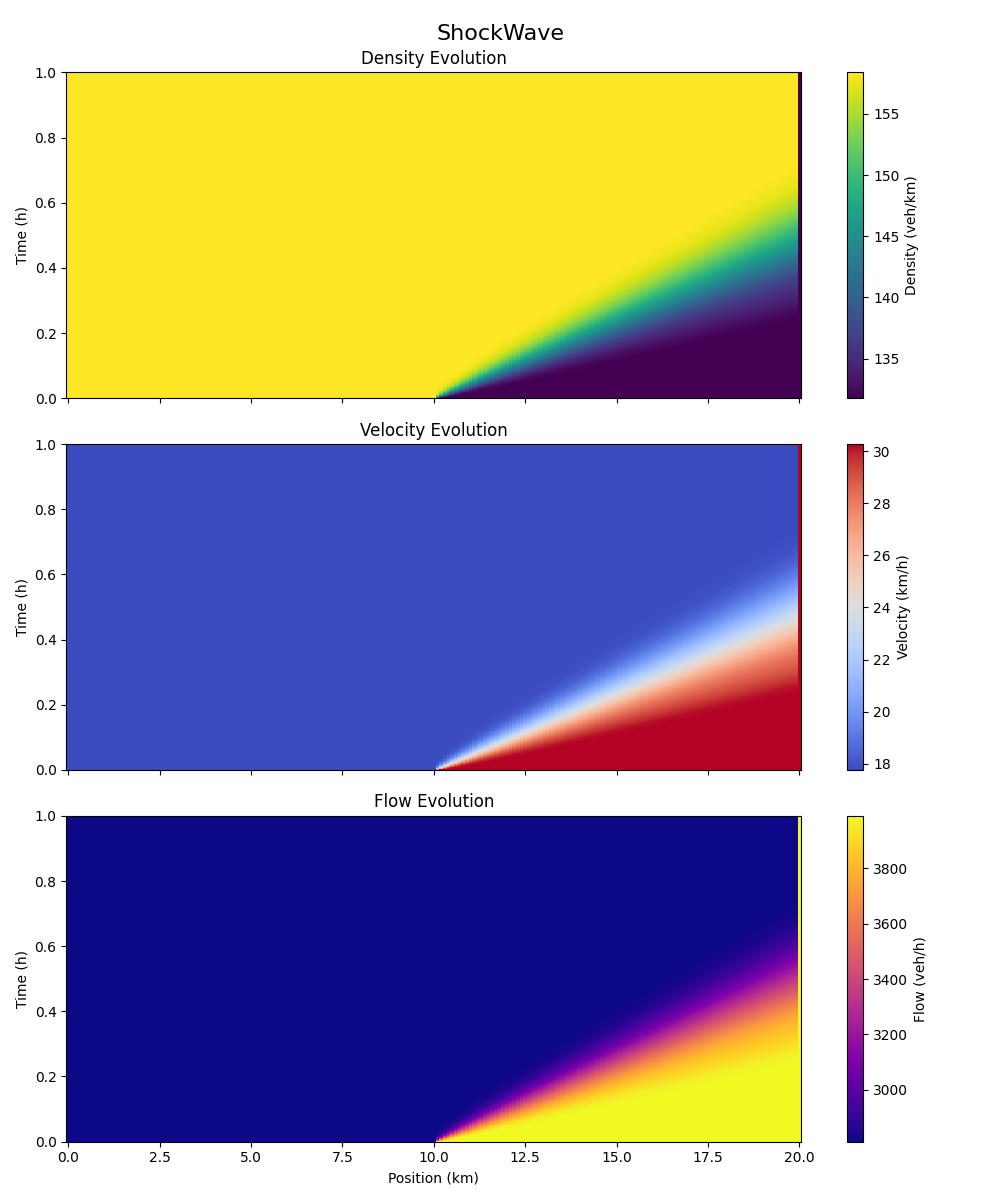 ShockWave
Density Evolution
1.0
0.8
0.6
0.4
0.2
0.0
Time (h)
155
150
145
140
135
Density (veh/km)
Velocity Evolution
1.0
0.8
0.6
0.4
0.2
0.0
Time (h)
30
28
26
24
22
20
18
Velocity (km/h)
Flow Evolution
1.0
0.8
0.6
0.4
0.2
0.0
Time (h)
3800
3600
3400
3200
3000
Flow (veh/h)
0.0 2.5 5.0 7.5 10.0 12.5 15.0 17.5 20.0
Position (km)